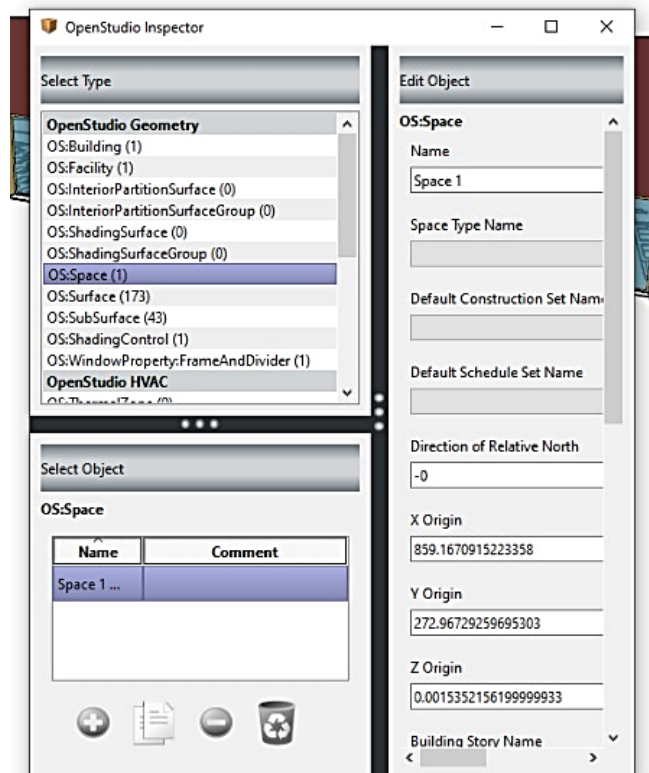 OpenStudio Inspector
Select Type
OpenStudio Geometry
OS:Building (1)
OS:Facility (1)
OS:InteriorPartitionSurface (0)
OS:InteriorPartitionSurfaceGroup (0)
OS:ShadingSurface (0)
OS:ShadingSurfaceGroup (0)
OS:Space (1)
OS:Surface (173)
OS:SubSurface (43)
OS:ShadingControl (1)
OS:WindowProperty:FrameAndDivider (1)
OpenStudio HVAC
OS:ThermalZone (0)
Select Object
OS:Space
Name Comment
Space 1 ...
Edit Object
OS:Space
Name
Space 1
Space Type Name
Default Construction Set Name
Default Schedule Set Name
Direction of Relative North
-0
X Origin
859.1670915223358
Y Origin
272.96729259695303
Z Origin
0.0015352156199999933
Building Story Name